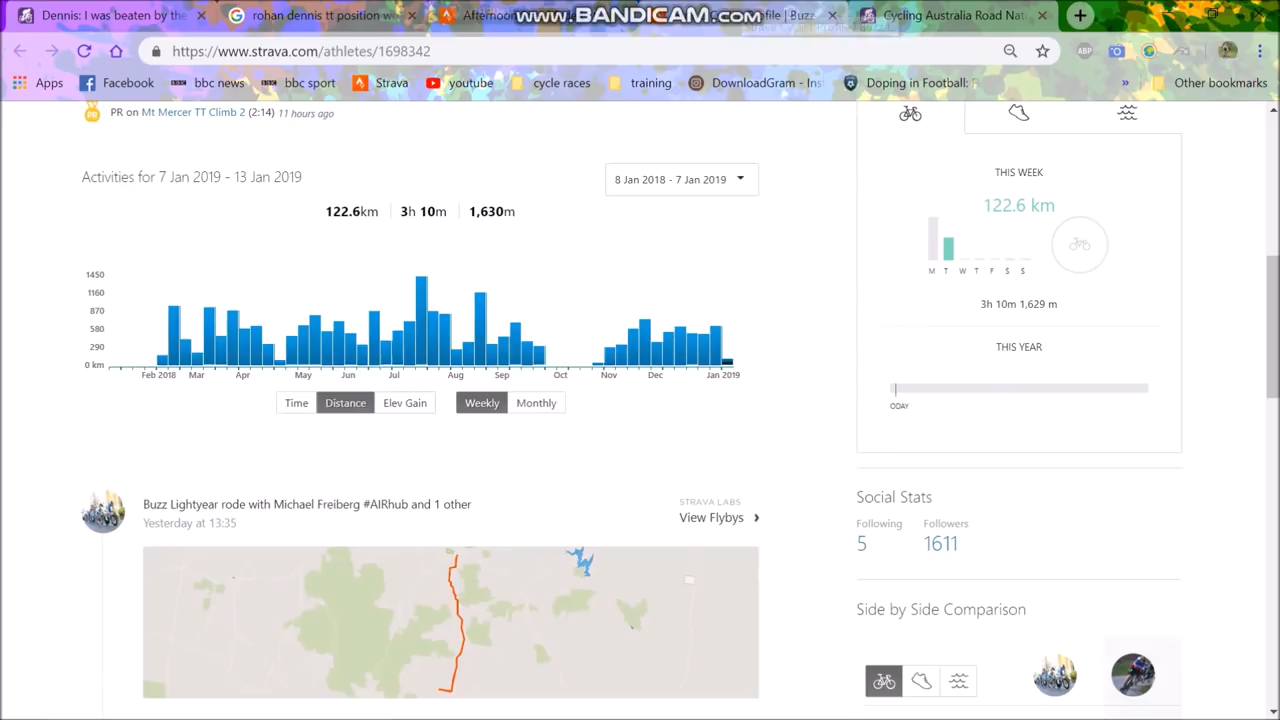 Dennis: I was beaten by the
rohan dennis tt position w
Afternoon
www.BANDICAM.com
file | Buzz
Cycling Australia Road Nat
https://www.strava.com/athletes/1698342
ABP
Apps Facebook BBC bbc news BBC bbc sport Strava youtube cycle races training DownloadGram - Ins Doping in Football: » Other bookmarks
PR on Mt Mercer TT Climb 2 (2:14) 11 hours ago
Activities for 7 Jan 2019 - 13 Jan 2019
8 Jan 2018 - 7 Jan 2019
122.6km 3h 10m 1,630m
1450
1160
870
580
290
0 km
Feb 2018 Mar Apr May Jun Jul Aug Sep Oct Nov Dec Jan 2019
Time Distance Elev Gain Weekly Monthly
Buzz Lightyear rode with Michael Freiberg #AIRhub and 1 other
Yesterday at 13:35
STRAVA LABS
View Flybys
THIS WEEK
122.6 km
M T W T F S S
3h 10m 1,629 m
THIS YEAR
ODAY
Social Stats
Following Followers
5 1611
Side by Side Comparison